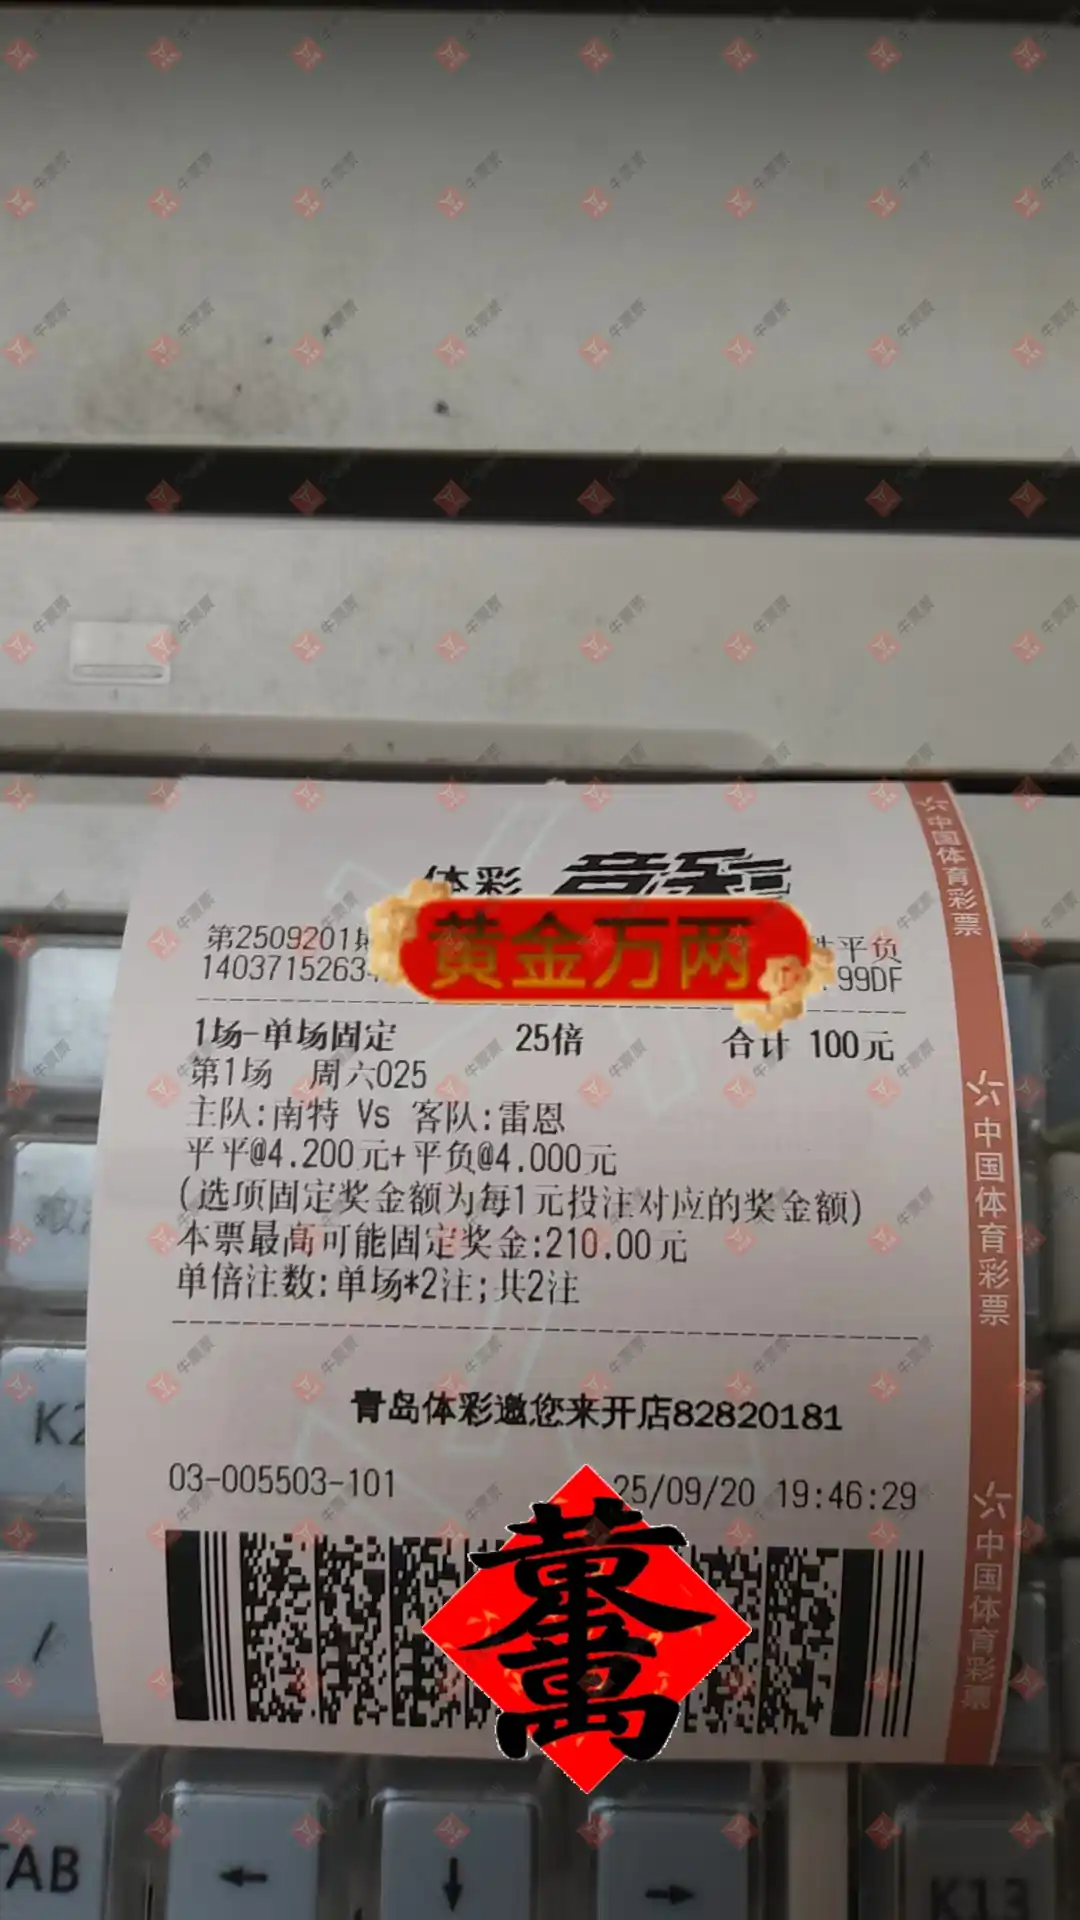 体彩 竞彩
黄金万两
第2509201期
胜平负
1403715263
99DF
1场-单场固定 25倍 合计 100元
第1场 周六025
主队:南特 Vs 客队:雷恩
平平@4.200元+平负@4.000元
(选项固定奖金额为每1元投注对应的奖金额)
本票最高可能固定奖金:210.00元
单倍注数:单场*2注;共2注
青岛体彩邀您来开店82820181
03-005503-101 25/09/20 19:46:29
中国体育彩票
中国体育彩票
中国体育彩票
牛票票
K2
/
TAB
←
↓
→
K13